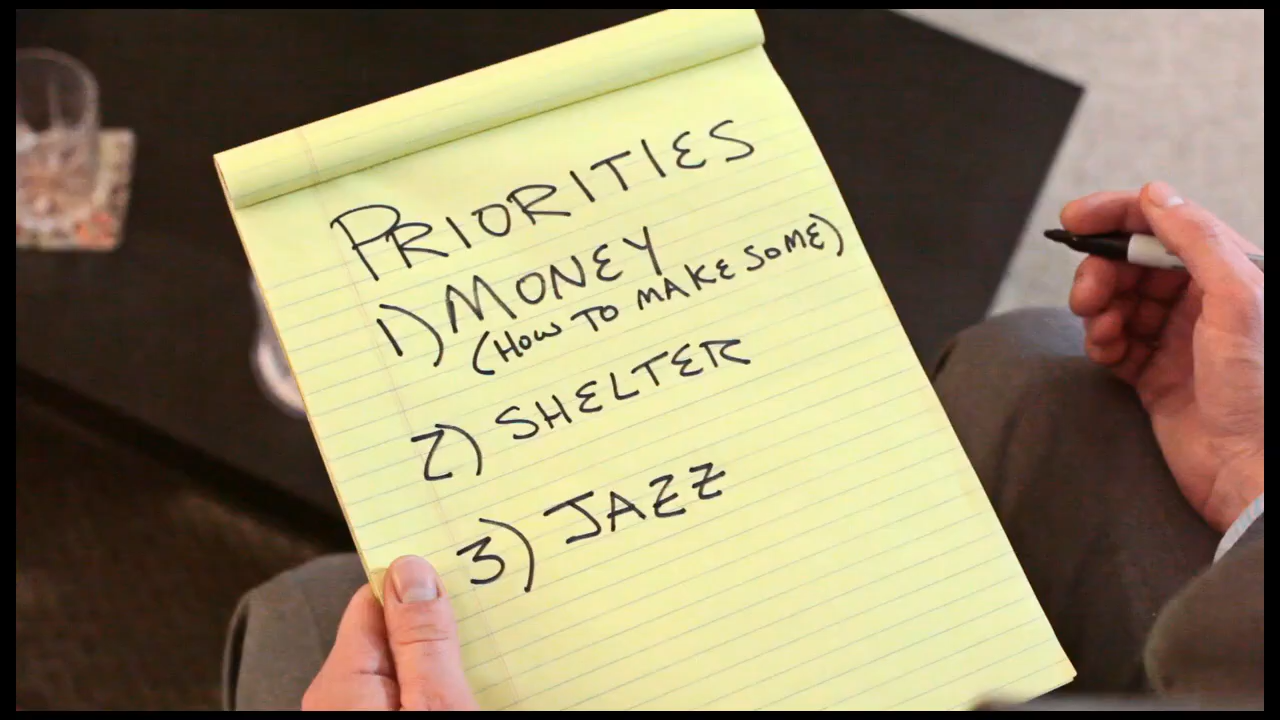 PRIORITIES
1) MONEY
(HOW TO MAKE SOME)
2) SHELTER
3) JAZZ